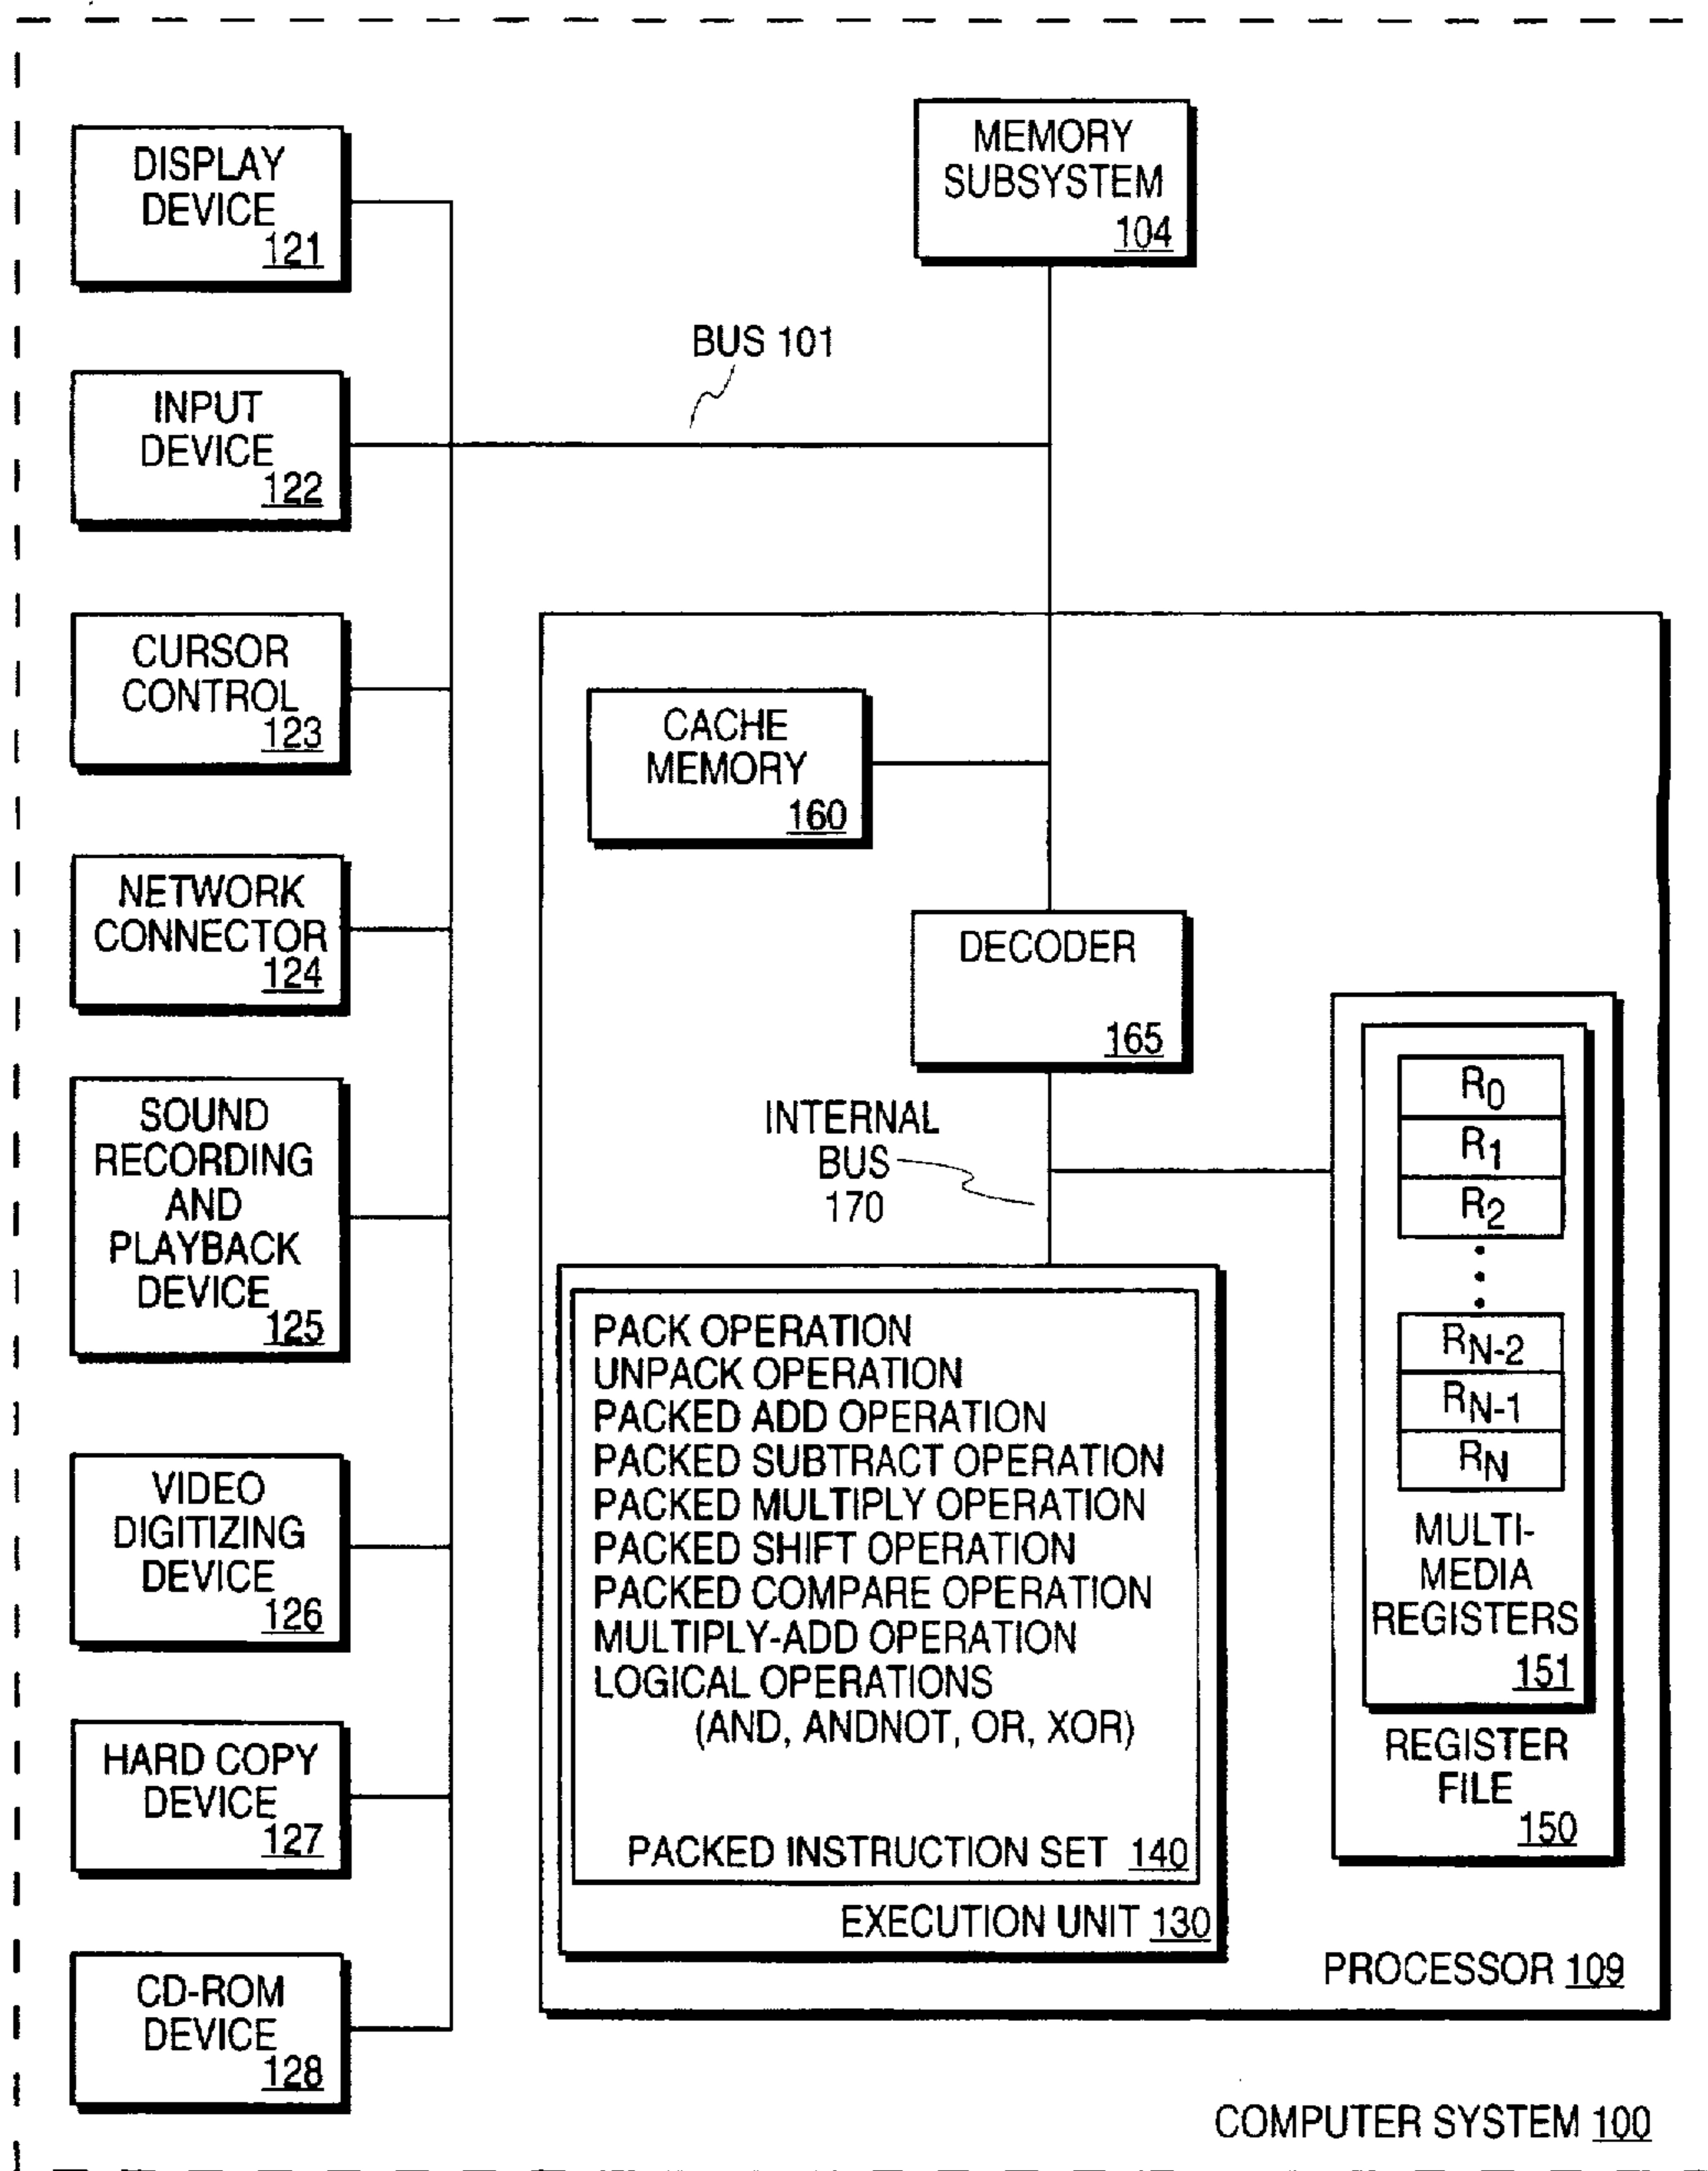 DISPLAY
DEVICE
121
MEMORY
SUBSYSTEM
104
BUS 101
INPUT
DEVICE
122
CURSOR
CONTROL
123
NETWORK
CONNECTOR
124
SOUND
RECORDING
AND
PLAYBACK
DEVICE
125
VIDEO
DIGITIZING
DEVICE
126
HARD COPY
DEVICE
127
CD-ROM
DEVICE
128
CACHE
MEMORY
160
DECODER
165
INTERNAL
BUS
170
PACK OPERATION
UNPACK OPERATION
PACKED ADD OPERATION
PACKED SUBTRACT OPERATION
PACKED MULTIPLY OPERATION
PACKED SHIFT OPERATION
PACKED COMPARE OPERATION
MULTIPLY-ADD OPERATION
LOGICAL OPERATIONS
(AND, ANDNOT, OR, XOR)
PACKED INSTRUCTION SET 140
EXECUTION UNIT 130
R0
R1
R2
RN-2
RN-1
RN
MULTI-
MEDIA
REGISTERS
151
REGISTER
FILE
150
PROCESSOR 109
COMPUTER SYSTEM 100